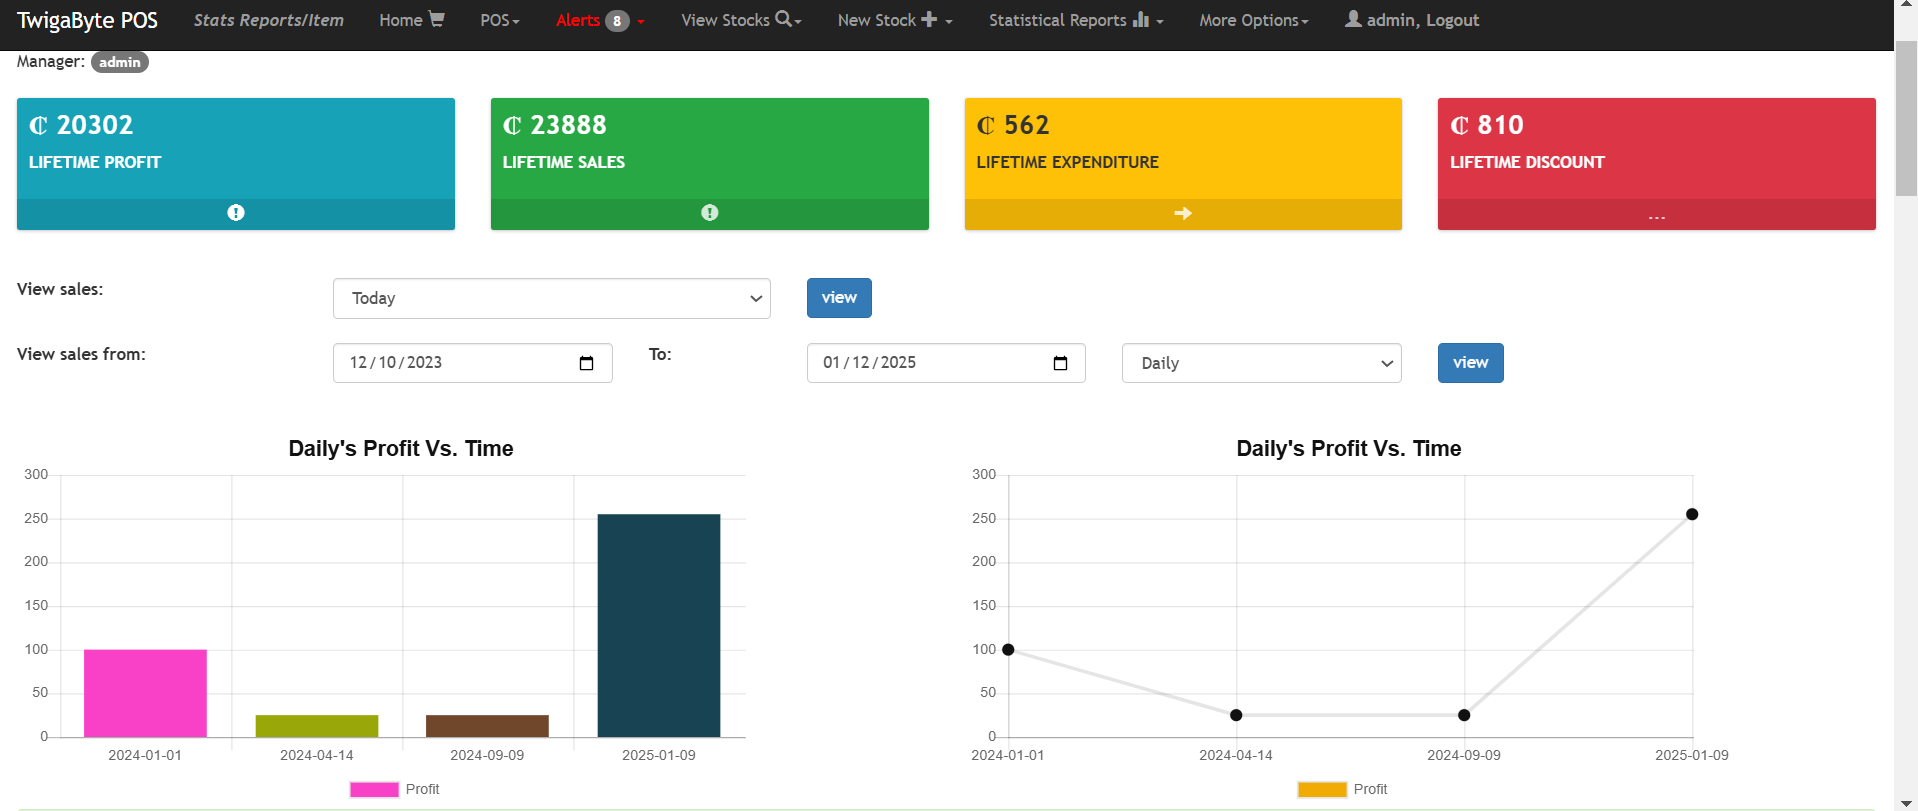 TwigaByte POS Stats Reports/Item Home POS Alerts 8 View Stocks New Stock Statistical Reports More Options admin, Logout
Manager: admin
₵ 20302
LIFETIME PROFIT
₵ 23888
LIFETIME SALES
₵ 562
LIFETIME EXPENDITURE
₵ 810
LIFETIME DISCOUNT
...
View sales: Today view
View sales from: 12/10/2023 To: 01/12/2025 Daily view
Daily's Profit Vs. Time
300
250
200
150
100
50
0
2024-01-01 2024-04-14 2024-09-09 2025-01-09
Profit
Daily's Profit Vs. Time
300
250
200
150
100
50
0
2024-01-01 2024-04-14 2024-09-09 2025-01-09
Profit